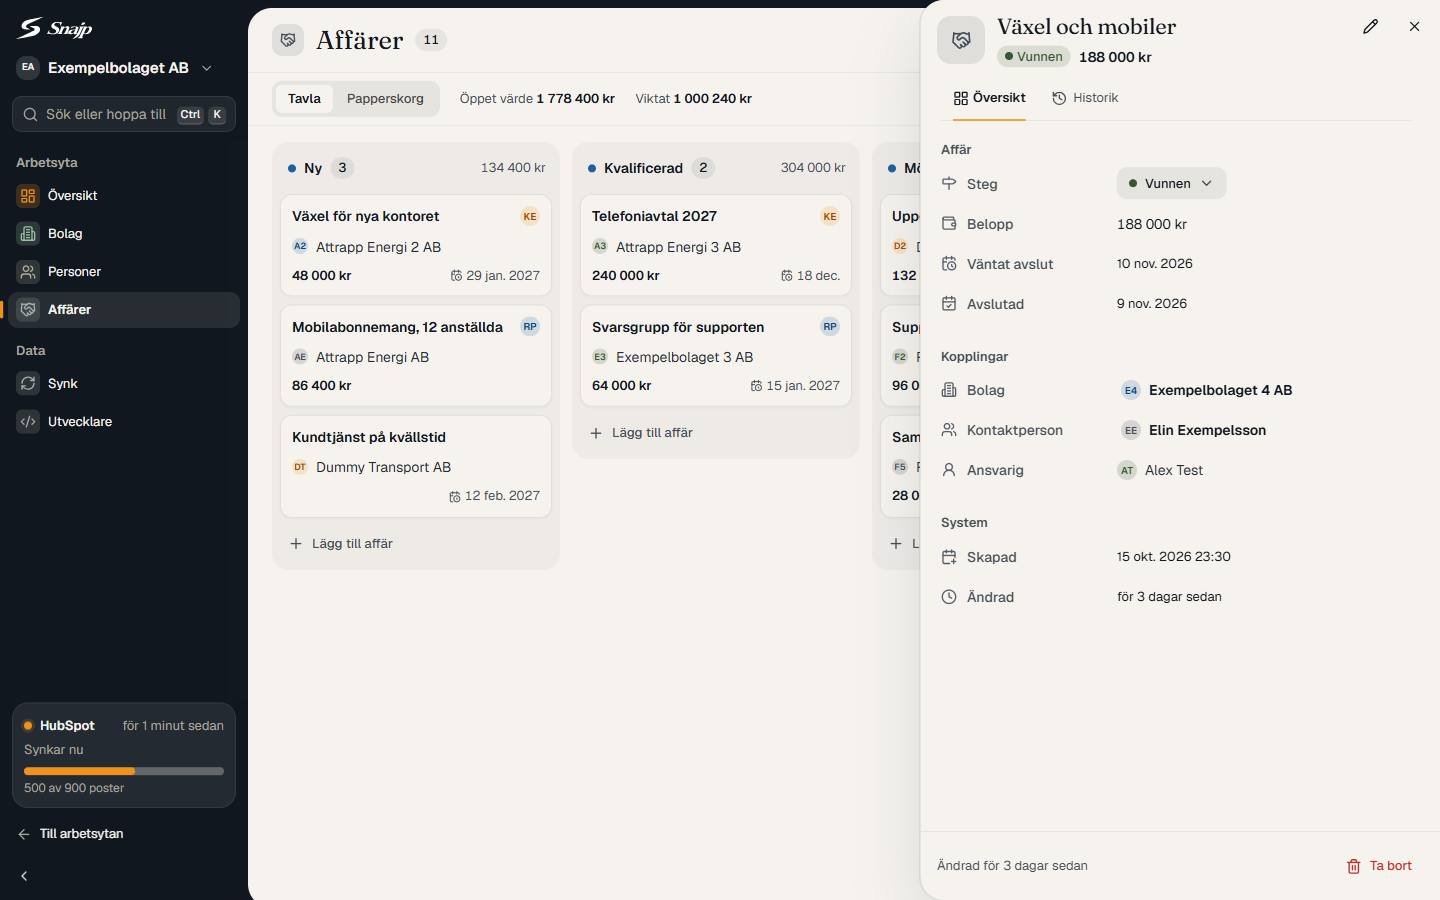 Snajp
EA Exempelbolaget AB
Sök eller hoppa till Ctrl K
Arbetsyta
Översikt
Bolag
Personer
Affärer
Data
Synk
Utvecklare
HubSpot för 1 minut sedan
Synkar nu
500 av 900 poster
Till arbetsytan
Affärer 11
Tavla Papperskorg Öppet värde 1 778 400 kr Viktat 1 000 240 kr
Ny 3 134 400 kr
Växel för nya kontoret KE
A2 Attrapp Energi 2 AB
48 000 kr 29 jan. 2027
Mobilabonnemang, 12 anställda RP
AE Attrapp Energi AB
86 400 kr
Kundtjänst på kvällstid
DT Dummy Transport AB
12 feb. 2027
Lägg till affär
Kvalificerad 2 304 000 kr
Telefoniavtal 2027 KE
A3 Attrapp Energi 3 AB
240 000 kr 18 dec.
Svarsgrupp för supporten RP
E3 Exempelbolaget 3 AB
64 000 kr 15 jan. 2027
Lägg till affär
D2
132
F2
96 0
F5
28 0
Växel och mobiler
Vunnen 188 000 kr
Översikt Historik
Affär
Steg Vunnen
Belopp 188 000 kr
Väntat avslut 10 nov. 2026
Avslutad 9 nov. 2026
Kopplingar
Bolag E4 Exempelbolaget 4 AB
Kontaktperson EE Elin Exempelsson
Ansvarig AT Alex Test
System
Skapad 15 okt. 2026 23:30
Ändrad för 3 dagar sedan
Ändrad för 3 dagar sedan Ta bort